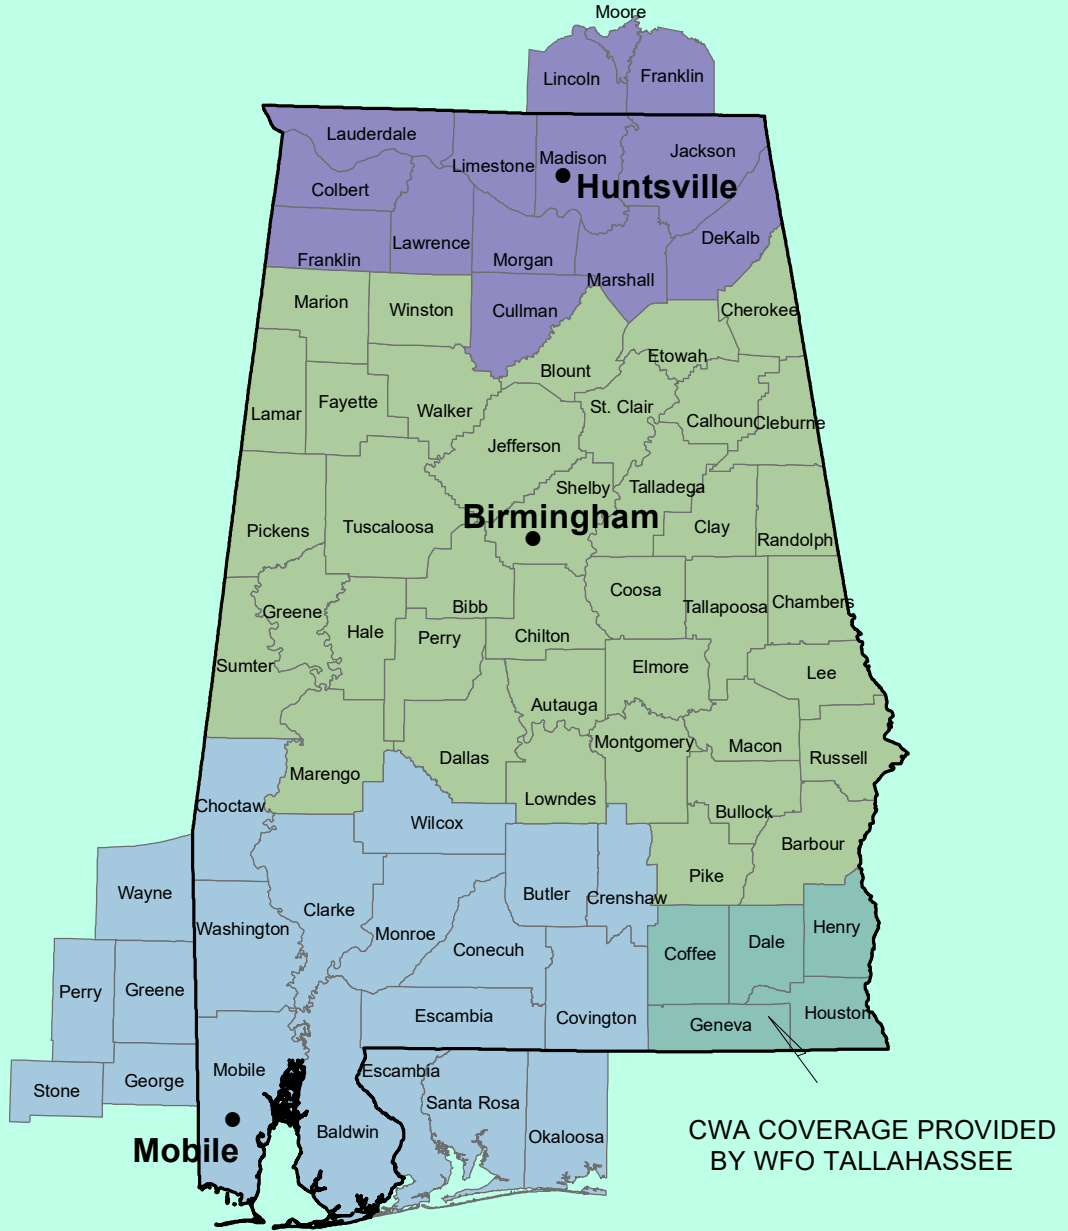 Moore
Lincoln
Franklin
Lauderdale
Limestone
Madison
Jackson
Colbert
Huntsville
Lawrence
DeKalb
Franklin
Morgan
Marshall
Marion
Winston
Cullman
Cherokee
Etowah
Blount
Lamar
Fayette
Walker
St. Clair
Calhoun
Cleburne
Jefferson
Shelby
Talladega
Birmingham
Pickens
Tuscaloosa
Clay
Randolph
Coosa
Greene
Bibb
Tallapoosa
Chambers
Hale
Perry
Chilton
Sumter
Elmore
Lee
Autauga
Montgomery
Macon
Marengo
Dallas
Russell
Choctaw
Lowndes
Bullock
Wilcox
Barbour
Wayne
Butler
Crenshaw
Pike
Clarke
Washington
Monroe
Henry
Conecuh
Coffee
Dale
Perry
Greene
Escambia
Covington
Geneva
Houston
Stone
George
Mobile
Escambia
Santa Rosa
Mobile
Baldwin
Okaloosa
CWA COVERAGE PROVIDED
BY WFO TALLAHASSEE